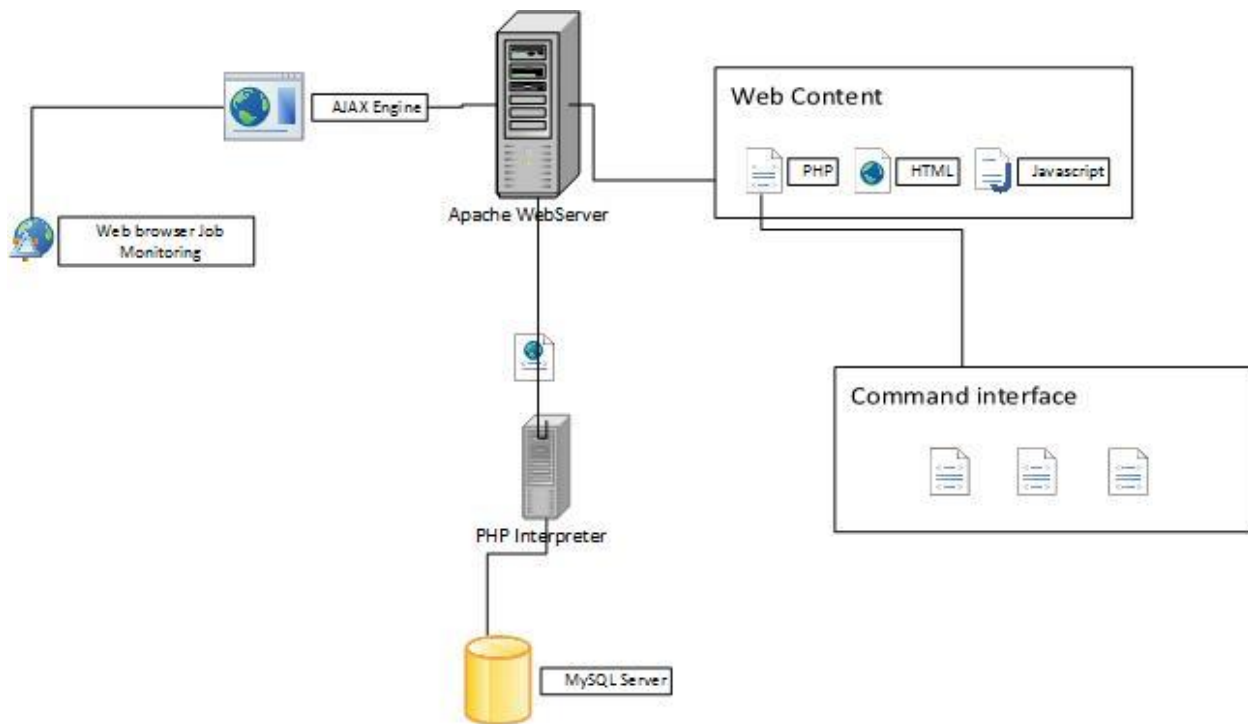 AJAX Engine
Web Content
PHP
HTML
Javascript
Apache WebServer
Web browser Job
Monitoring
Command interface
PHP Interpreter
MySQL Server